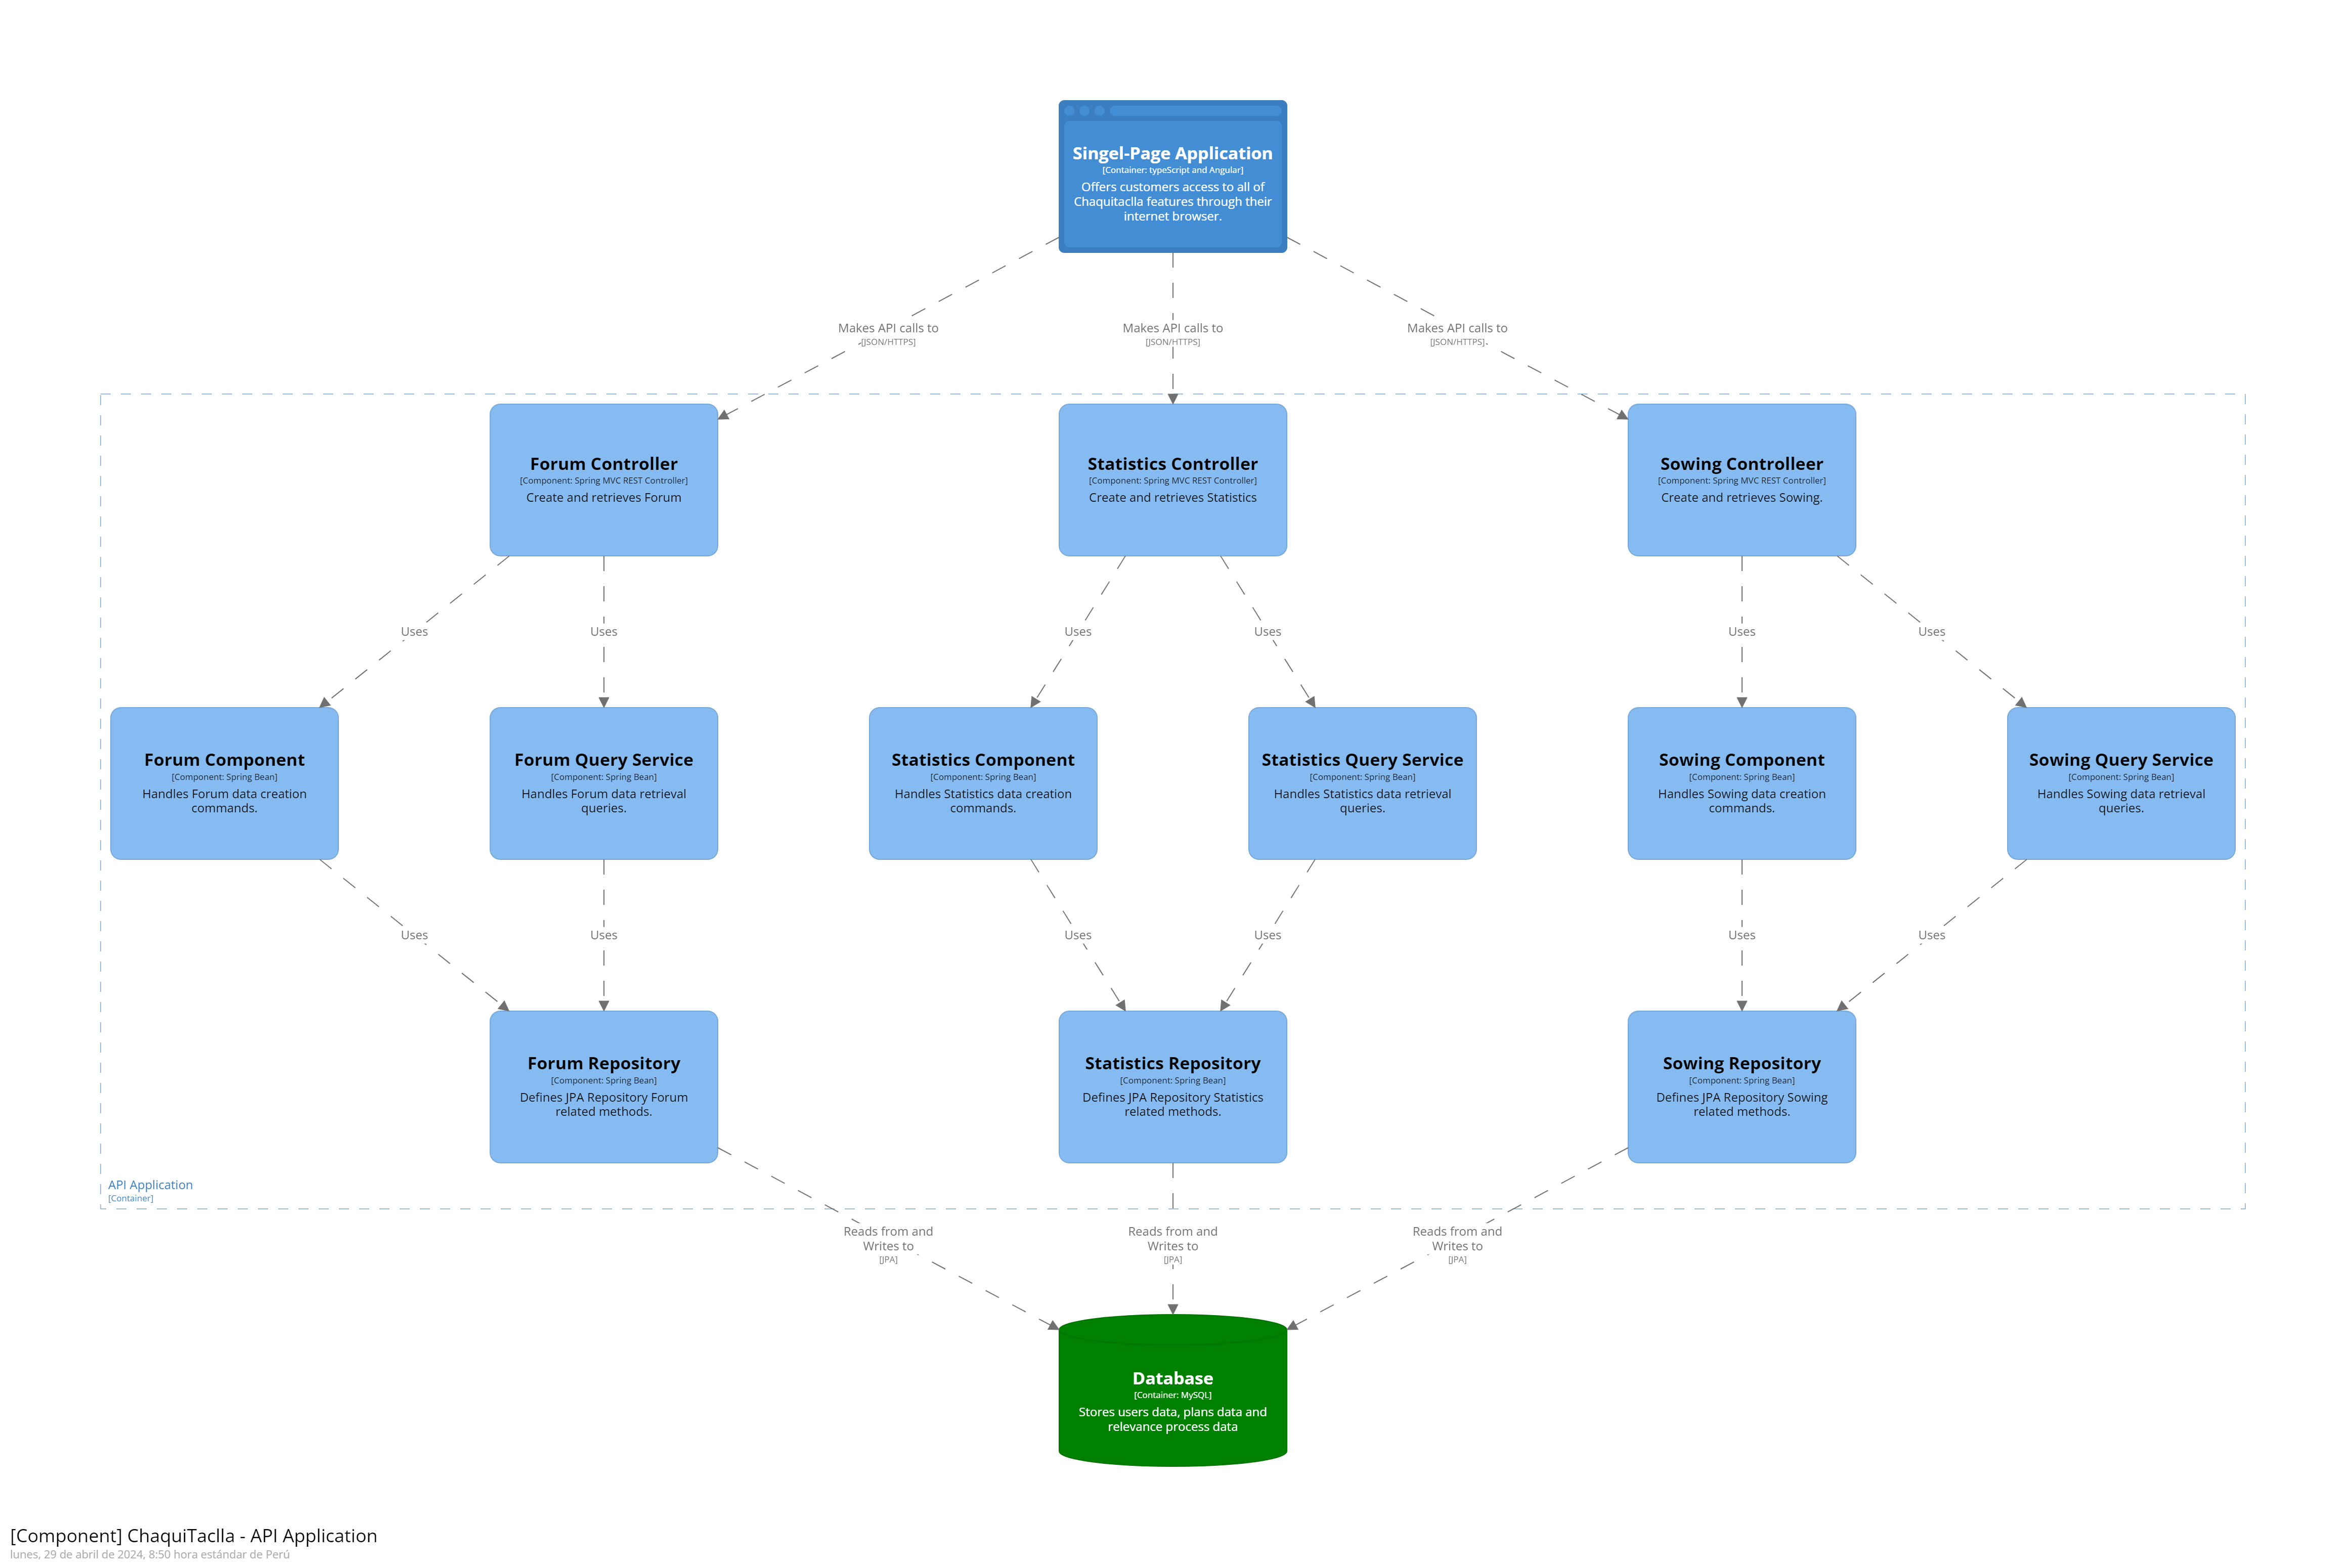 Singel-Page Application
[Container: typeScript and Angular]
Offers customers access to all of
Chaquitaclla features through their
internet browser.
Makes API calls to
[JSON/HTTPS]
Makes API calls to
[JSON/HTTPS]
Makes API calls to
[JSON/HTTPS]
Forum Controller
[Component: Spring MVC REST Controller]
Create and retrieves Forum
Statistics Controller
[Component: Spring MVC REST Controller]
Create and retrieves Statistics
Sowing Controlleer
[Component: Spring MVC REST Controller]
Create and retrieves Sowing.
Uses
Uses
Uses
Uses
Uses
Uses
Forum Component
[Component: Spring Bean]
Handles Forum data creation
commands.
Forum Query Service
[Component: Spring Bean]
Handles Forum data retrieval
queries.
Statistics Component
[Component: Spring Bean]
Handles Statistics data creation
commands.
Statistics Query Service
[Component: Spring Bean]
Handles Statistics data retrieval
queries.
Sowing Component
[Component: Spring Bean]
Handles Sowing data creation
commands.
Sowing Query Service
[Component: Spring Bean]
Handles Sowing data retrieval
queries.
Uses
Uses
Uses
Uses
Uses
Uses
Forum Repository
[Component: Spring Bean]
Defines JPA Repository Forum
related methods.
Statistics Repository
[Component: Spring Bean]
Defines JPA Repository Statistics
related methods.
Sowing Repository
[Component: Spring Bean]
Defines JPA Repository Sowing
related methods.
API Application
[Container]
Reads from and
Writes to
[JPA]
Reads from and
Writes to
[JPA]
Reads from and
Writes to
[JPA]
Database
[Container: MySQL]
Stores users data, plans data and
relevance process data
[Component] ChaquiTaclla - API Application
lunes, 29 de abril de 2024, 8:50 hora estándar de Perú